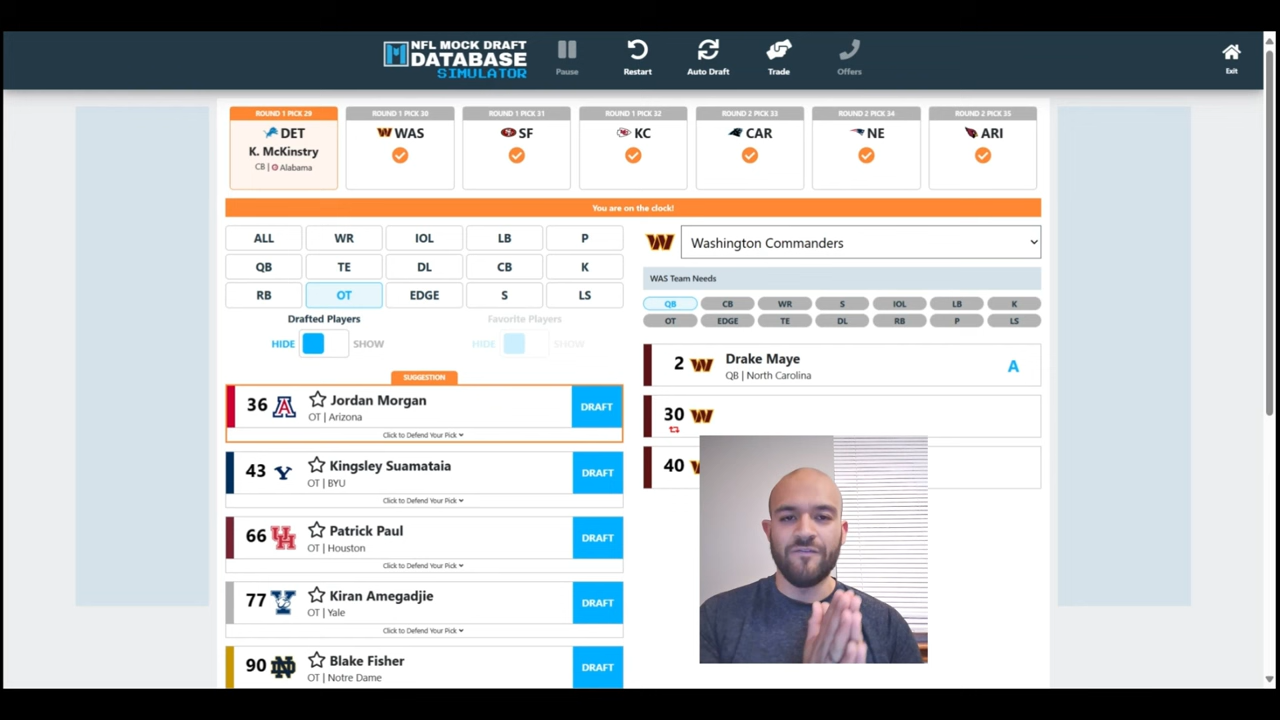 NFL MOCK DRAFT
DATABASE
SIMULATOR
Pause
Restart
Auto Draft
Trade
Offers
Exit
ROUND 1 PICK 29
DET
K. McKinstry
CB | Alabama
ROUND 1 PICK 30
WAS
ROUND 1 PICK 31
SF
ROUND 1 PICK 32
KC
ROUND 2 PICK 33
CAR
ROUND 2 PICK 34
NE
ROUND 2 PICK 35
ARI
You are on the clock!
ALL WR IOL LB P
QB TE DL CB K
RB OT EDGE S LS
Drafted Players
HIDE SHOW
Favorite Players
HIDE SHOW
SUGGESTION
36 Jordan Morgan
OT | Arizona
DRAFT
Click to Defend Your Pick
43 Kingsley Suamataia
OT | BYU
DRAFT
Click to Defend Your Pick
66 Patrick Paul
OT | Houston
DRAFT
Click to Defend Your Pick
77 Kiran Amegadjie
OT | Yale
DRAFT
Click to Defend Your Pick
90 Blake Fisher
OT | Notre Dame
DRAFT
Washington Commanders
WAS Team Needs
QB CB WR S IOL LB K
OT EDGE TE DL RB P LS
2 Drake Maye
QB | North Carolina
A
30
40